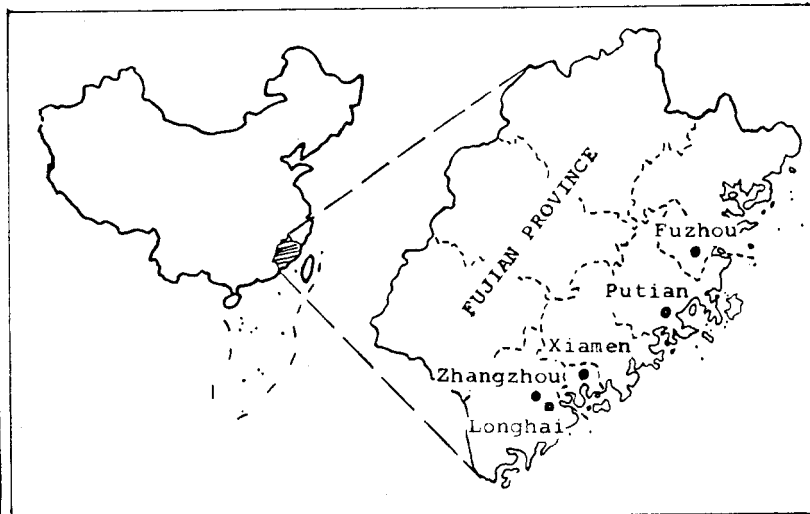 FUJIAN PROVINCE
Fuzhou
Putian
Xiamen
Zhangzhou
Longhai